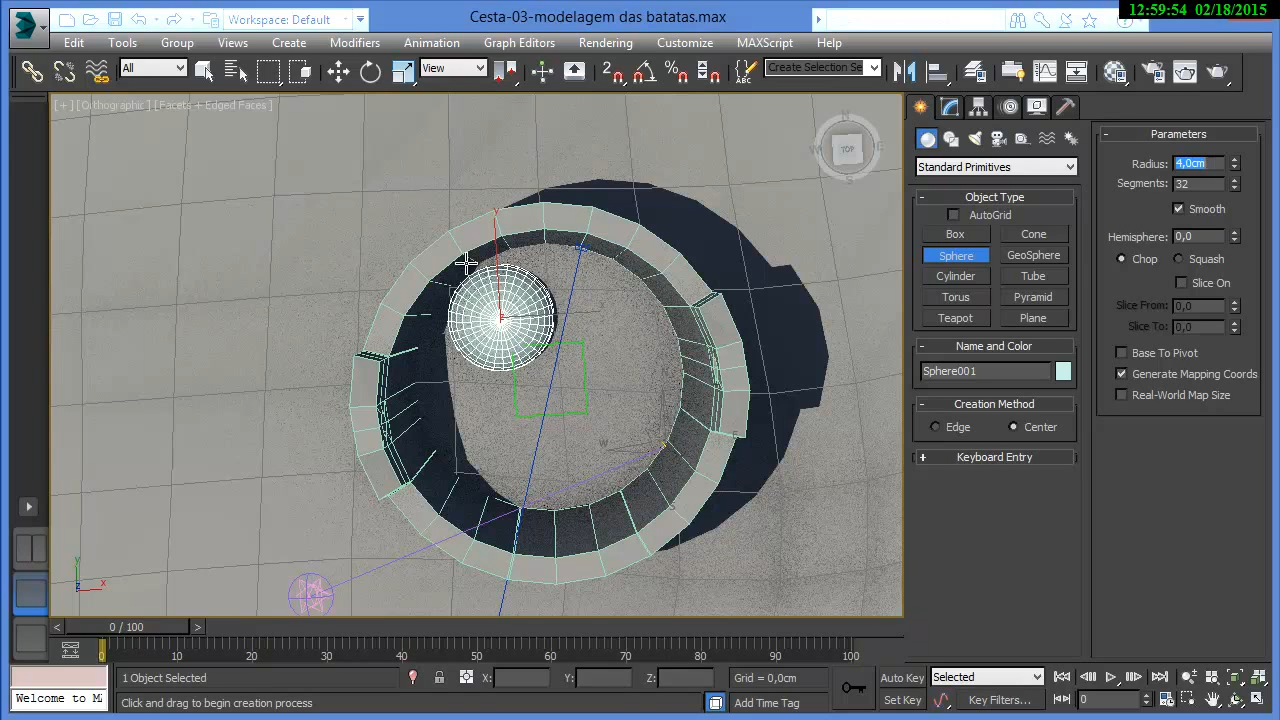 12:59:54 02/18/2015
Workspace: Default
Cesta-03-modelagem das batatas.max
Edit Tools Group Views Create Modifiers Animation Graph Editors Rendering Customize MAXScript Help
All
View
Create Selection Se
[+] [Orthographic] [Facets + Edged Faces]
N
W TOP E
S
Standard Primitives
- Object Type
AutoGrid
Box Cone
Sphere GeoSphere
Cylinder Tube
Torus Pyramid
Teapot Plane
- Name and Color
Sphere001
- Creation Method
Edge Center
+ Keyboard Entry
- Parameters
Radius: 4,0cm
Segments: 32
Smooth
Hemisphere: 0,0
Chop Squash
Slice On
Slice From: 0,0
Slice To: 0,0
Base To Pivot
Generate Mapping Coords
Real-World Map Size
y
W
E
S
y
z x
< 0 / 100 >
0 10 20 30 40 50 60 70 80 90 100
1 Object Selected
X: Y: Z:
Grid = 0,0cm
Auto Key
Selected
Welcome to M
Click and drag to begin creation process
Add Time Tag
Set Key
Key Filters...
0